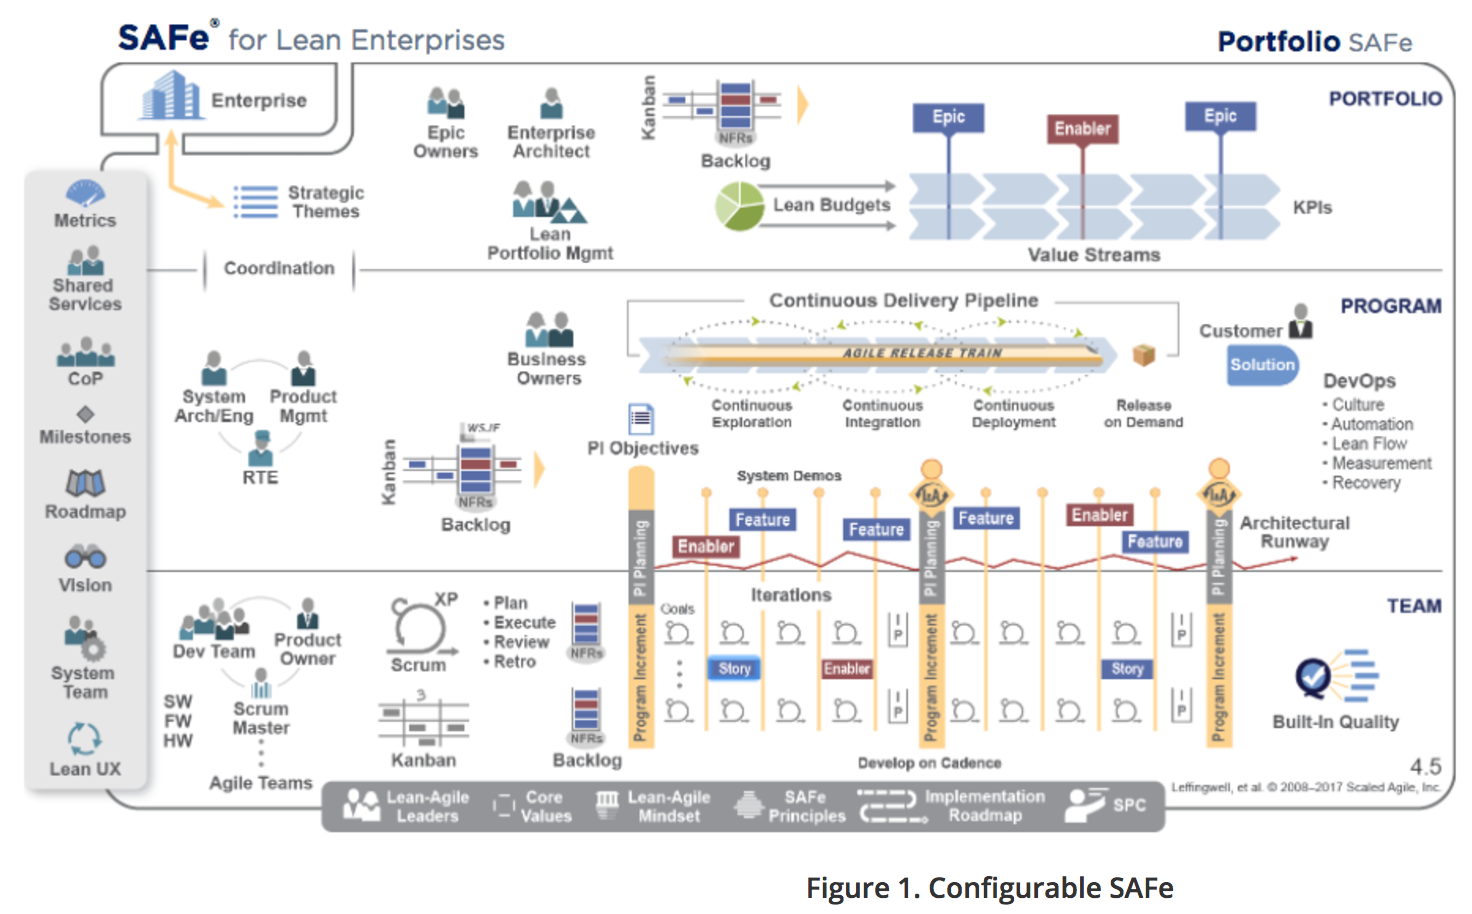 SAFe® for Lean Enterprises
Portfolio SAFe
Enterprise
Strategic
Themes
Coordination
Epic
Owners
Enterprise
Architect
Lean
Portfolio Mgmt
Kanban
NFRs
Backlog
Lean Budgets
Epic
Enabler
Epic
Value Streams
KPIs
PORTFOLIO
Metrics
Shared
Services
CoP
Milestones
Roadmap
Vision
System
Team
Lean UX
PROGRAM
System
Arch/Eng
Product
Mgmt
RTE
Business
Owners
Kanban
WSJF
NFRs
Backlog
Continuous Delivery Pipeline
AGILE RELEASE TRAIN
Continuous
Exploration
Continuous
Integration
Continuous
Deployment
Release
on Demand
Customer
Solution
DevOps
• Culture
• Automation
• Lean Flow
• Measurement
• Recovery
PI Objectives
System Demos
I&A
I&A
PI Planning
PI Planning
PI Planning
Enabler
Feature
Feature
Feature
Enabler
Feature
Architectural
Runway
TEAM
Dev Team
Product
Owner
Scrum
Master
SW
FW
HW
Agile Teams
XP
Scrum
• Plan
• Execute
• Review
• Retro
3
Kanban
NFRs
NFRs
Backlog
Program Increment
Program Increment
Program Increment
Goals
Iterations
Story
Enabler
Story
I
P
I
P
I
P
I
P
Develop on Cadence
Built-In Quality
4.5
Leffingwell, et al. © 2008–2017 Scaled Agile, Inc.
Lean-Agile
Leaders
Core
Values
Lean-Agile
Mindset
SAFe
Principles
Implementation
Roadmap
SPC
Figure 1. Configurable SAFe